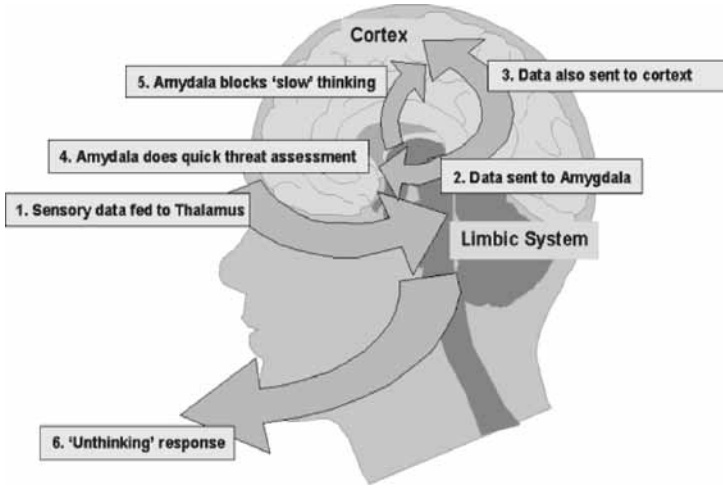 Cortex
5. Amydala blocks ‘slow’ thinking
3. Data also sent to cortext
4. Amydala does quick threat assessment
2. Data sent to Amygdala
1. Sensory data fed to Thalamus
Limbic System
6. ‘Unthinking’ response